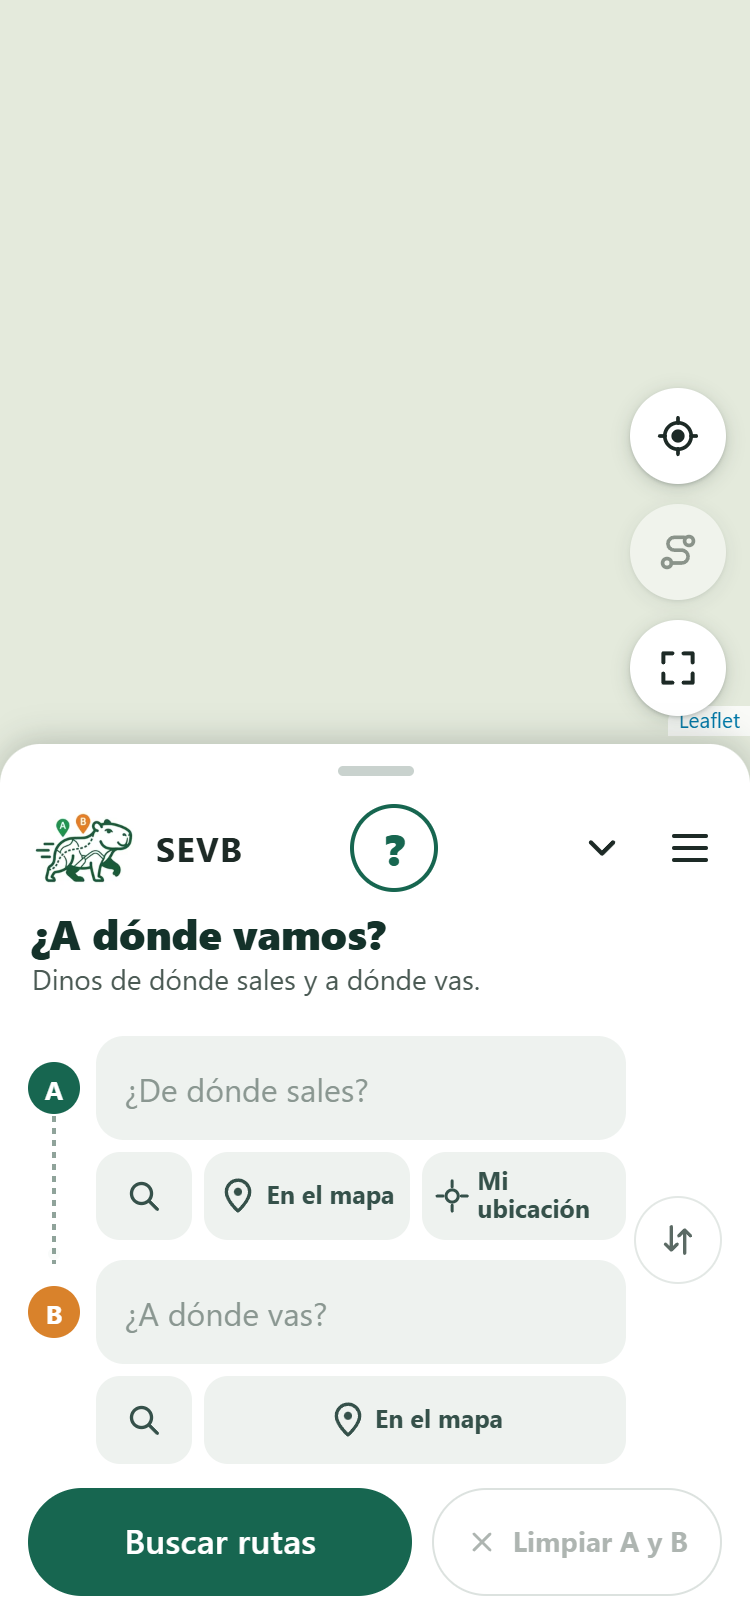 Leaflet
A B
SEVB
?
¿A dónde vamos?
Dinos de dónde sales y a dónde vas.
A
¿De dónde sales?
En el mapa
Mi
ubicación
B
¿A dónde vas?
En el mapa
Buscar rutas
Limpiar A y B